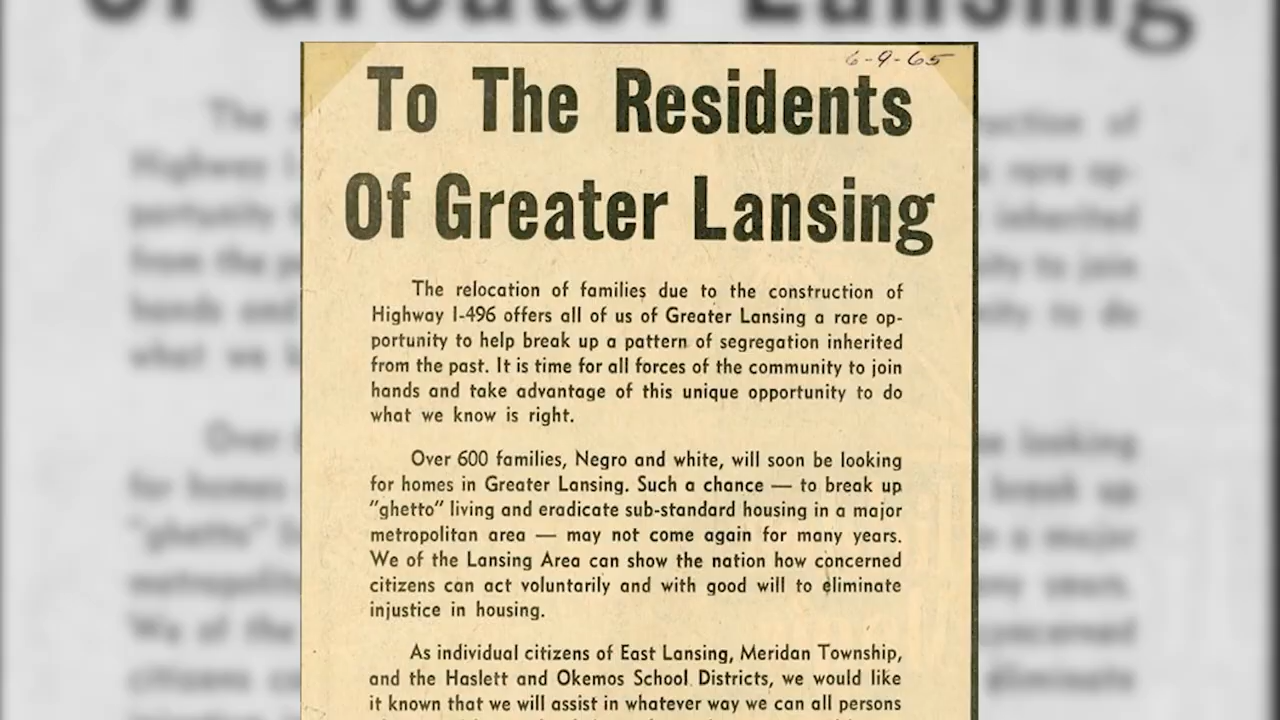 6-9-65
To The Residents
Of Greater Lansing
The relocation of families due to the construction of
Highway I-496 offers all of us of Greater Lansing a rare op-
portunity to help break up a pattern of segregation inherited
from the past. It is time for all forces of the community to join
hands and take advantage of this unique opportunity to do
what we know is right.
Over 600 families, Negro and white, will soon be looking
for homes in Greater Lansing. Such a chance — to break up
"ghetto" living and eradicate sub-standard housing in a major
metropolitan area — may not come again for many years.
We of the Lansing Area can show the nation how concerned
citizens can act voluntarily and with good will to eliminate
injustice in housing.
As individual citizens of East Lansing, Meridan Township,
and the Haslett and Okemos School Districts, we would like
it known that we will assist in whatever way we can all persons